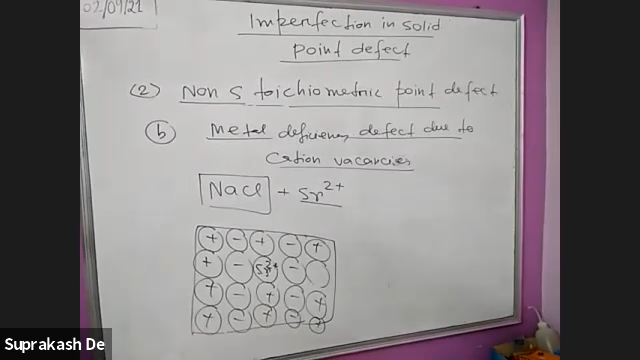 02/09/21
Imperfection in solid
point defect
(2) Non Stoichiometric point defect
(b) Metal deficiency defect due to
Cation vacancies
NaCl + Sr2+
+ - + - +
+ - Sr2+ -
+ - + - +
+ - + - +
Suprakash De